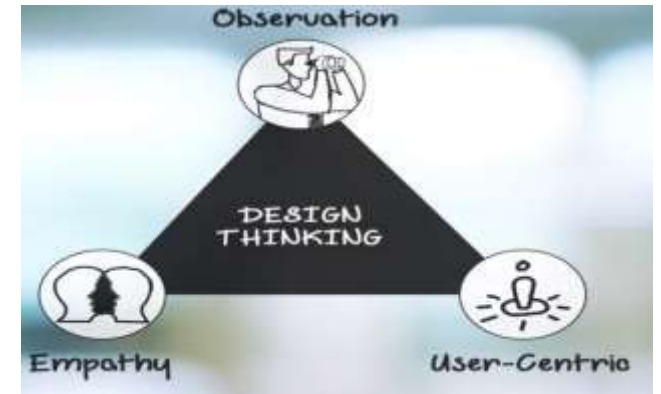 Observation
DESIGN
THINKING
Empathy
User-Centric